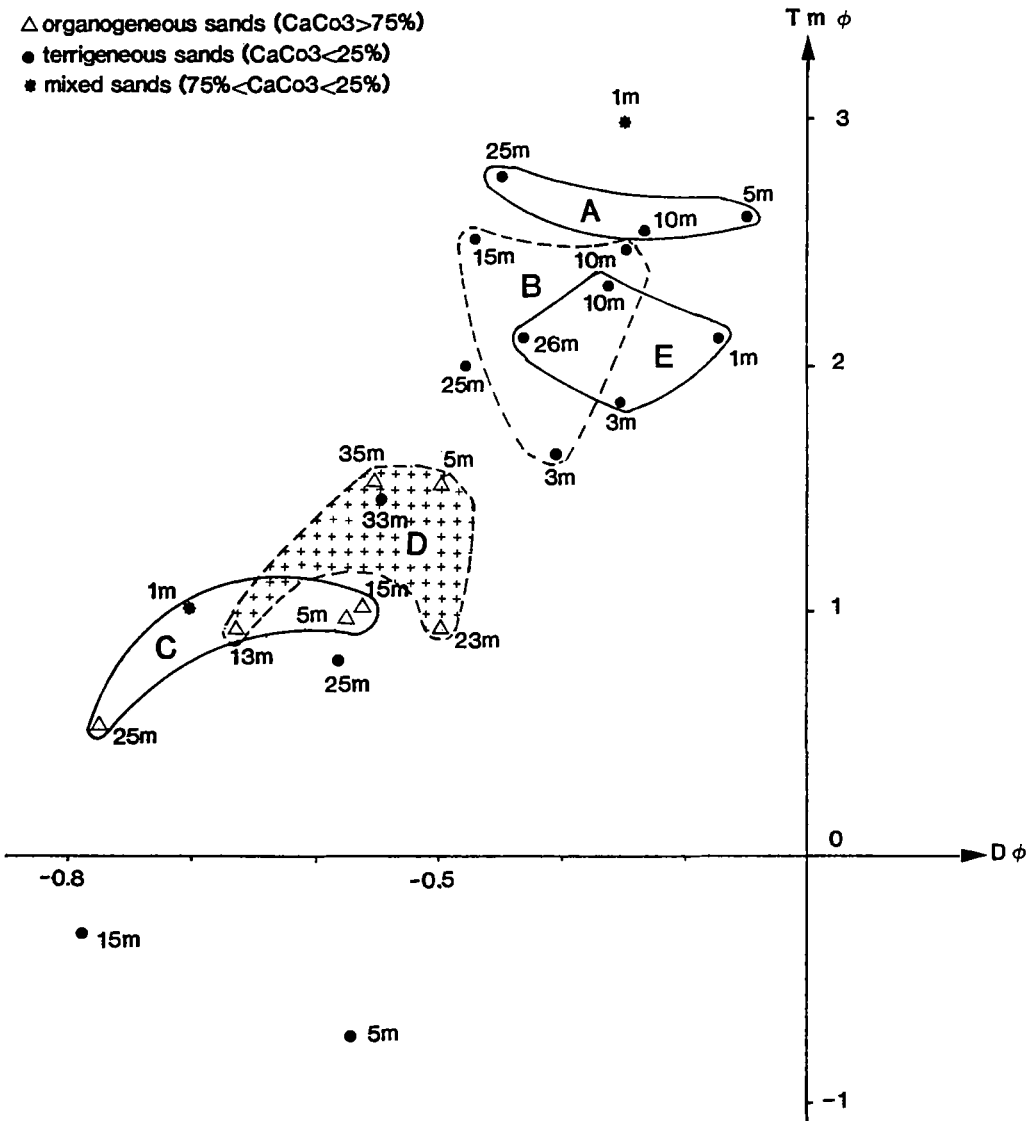 △ organogeneous sands (CaCo3>75%)
● terrigeneous sands (CaCo3<25%)
✱ mixed sands (75%<CaCo3<25%)
T m ϕ
1m
3
25m
A
10m
5m
15m
10m
B
10m
26m
E
1m
2
25m
3m
3m
35m
5m
33m
D
1m
15m
5m
1
C
13m
23m
25m
25m
0
-0.8
-0.5
D ϕ
15m
5m
-1